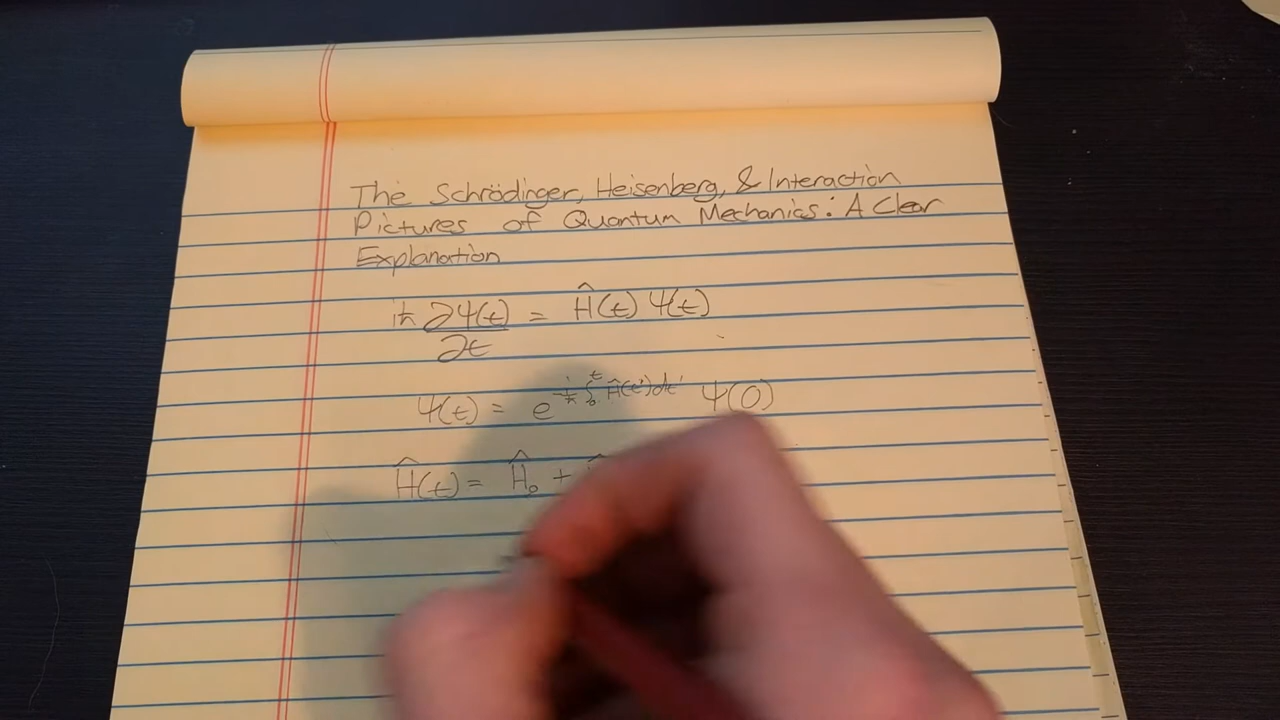 The Schrödinger, Heisenberg, & Interaction
Pictures of Quantum Mechanics: A Clear
Explanation
iħ ∂Ψ(t)/∂t = Ĥ(t) Ψ(t)
Ψ(t) = e^{-i/ħ ∫₀ᵗ Ĥ(t')dt'} Ψ(0)
Ĥ(t) = Ĥ₀ +